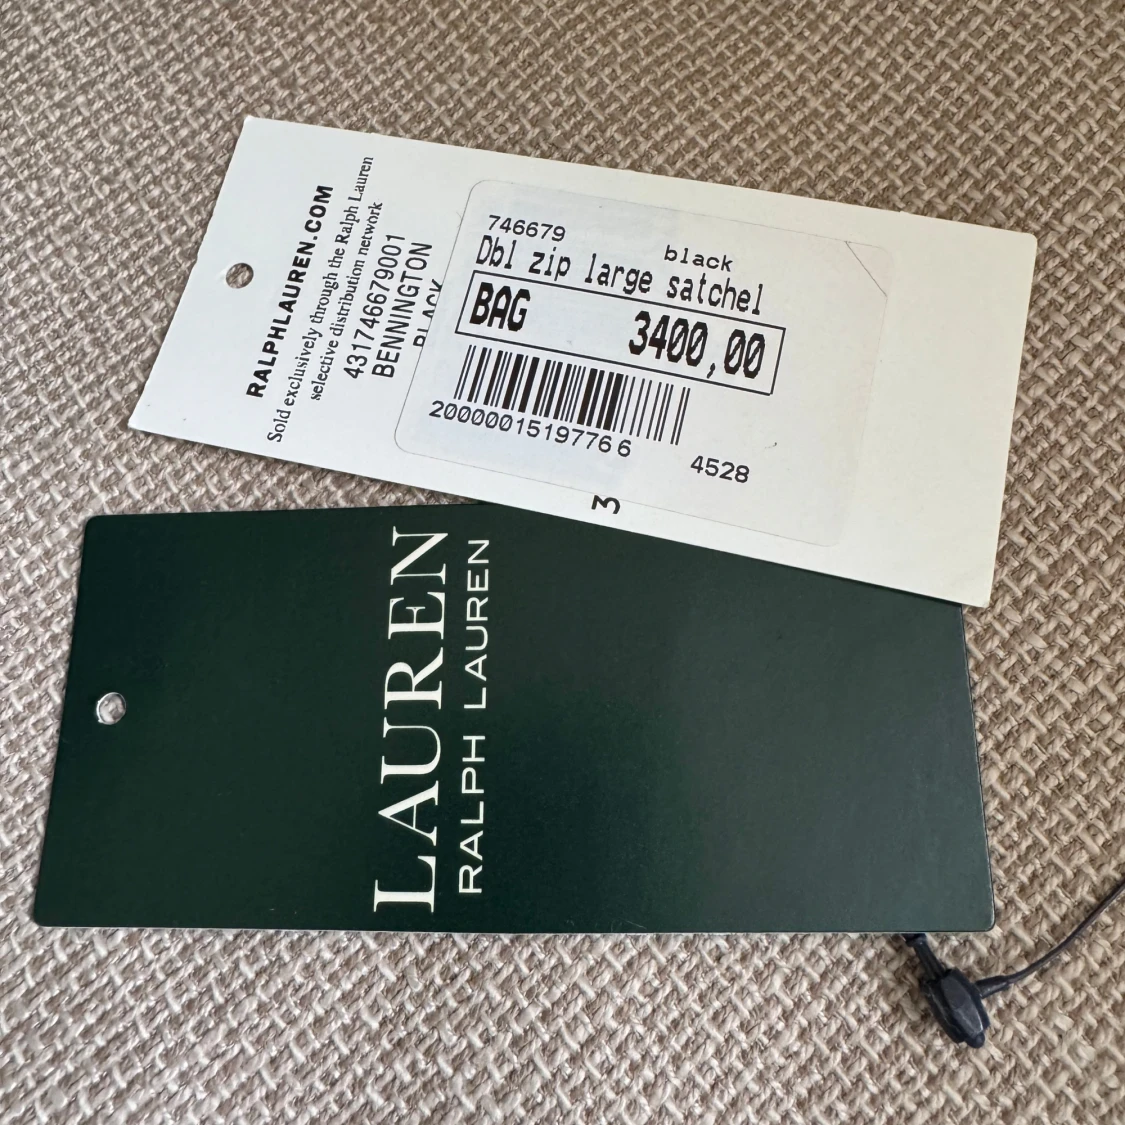 RALPHLAUREN.COM
Sold exclusively through the Ralph Lauren
selective distribution network
431746679001
BENNINGTON
BLACK
746679
black
Dbl zip large satchel
BAG 3400,00
2000001519776 6
4528
3
LAUREN
RALPH LAUREN